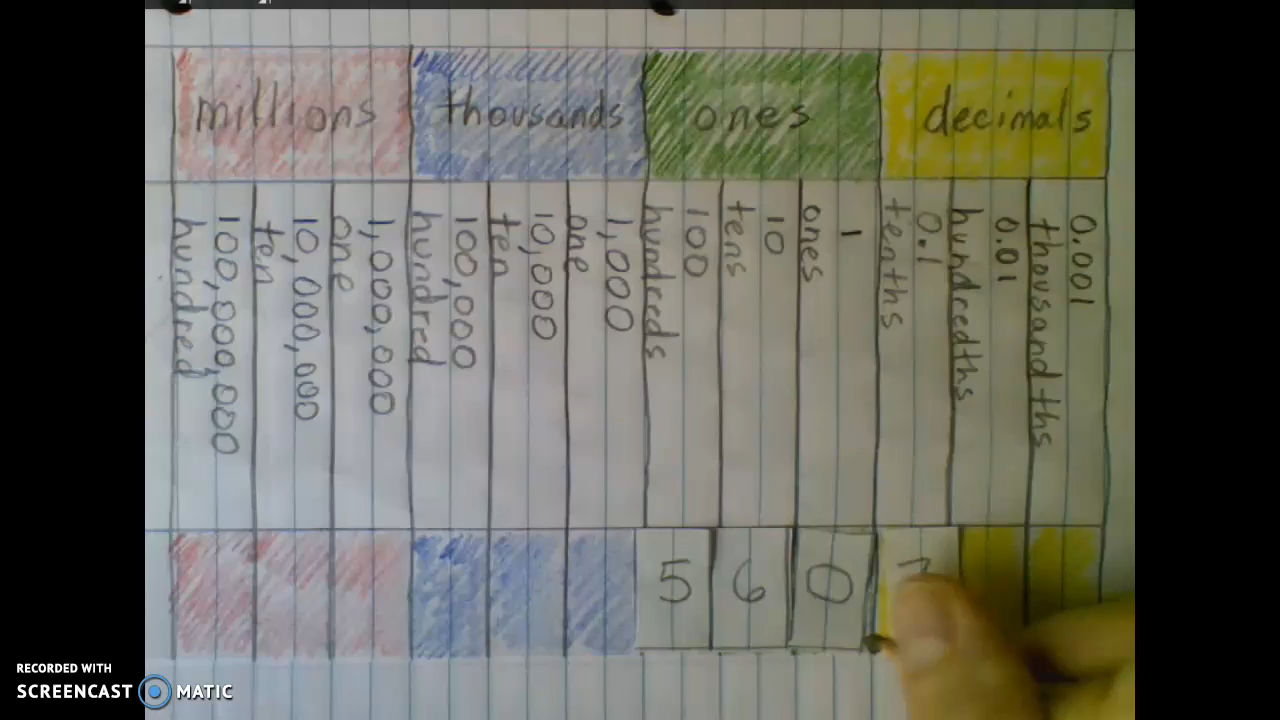 millions thousands ones decimals
hundred
100,000,000
ten
10,000,000
one
1,000,000
hundred
100,000
ten
10,000
one
1,000
hundreds
100
tens
10
ones
1
tenths
0.1
hundredths
0.01
thousandths
0.001
5 6 0
RECORDED WITH
SCREENCAST MATIC